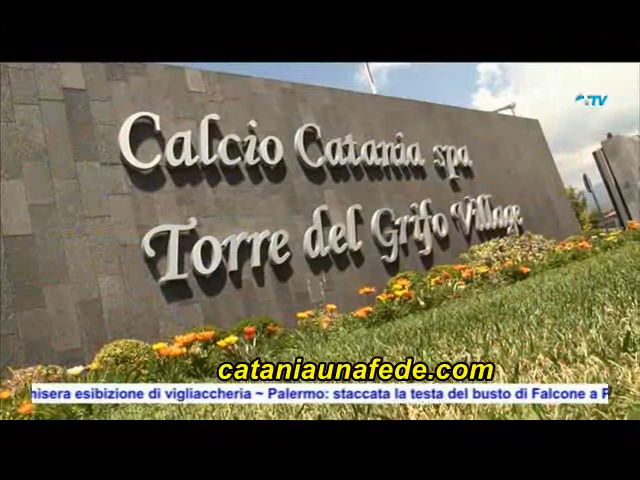 TV
Calcio Catania spa
Torre del Grifo Village
cataniaunafede.com
misera esibizione di vigliaccheria ~ Palermo: staccata la testa del busto di Falcone a